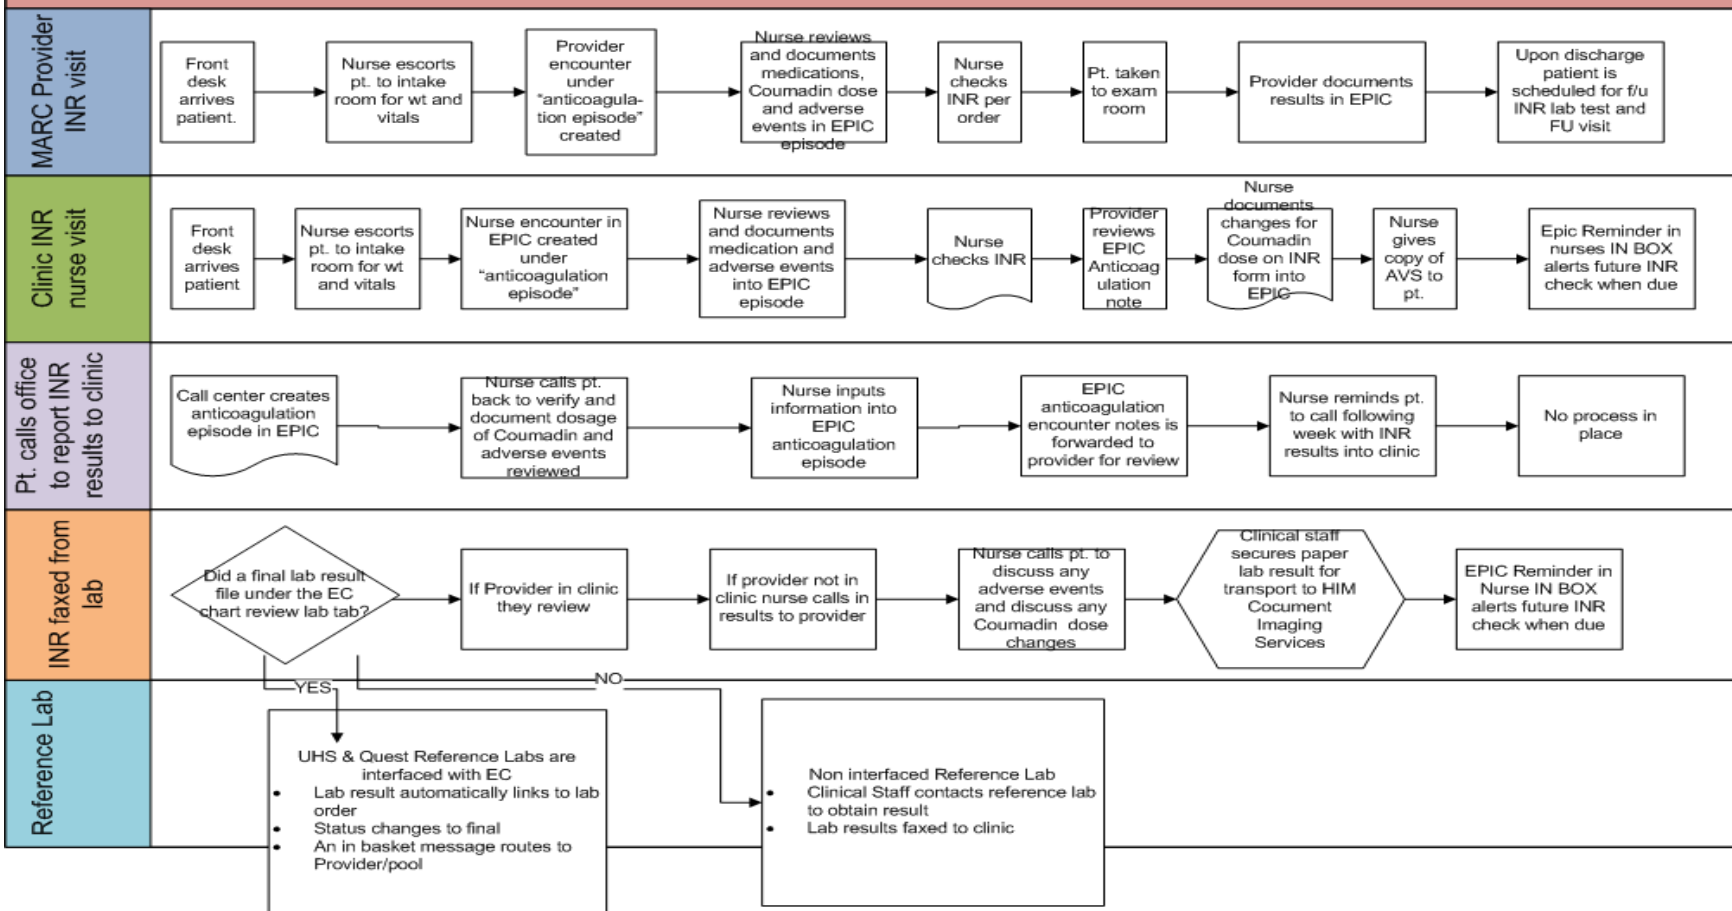 MARC Provider
INR visit
Front
desk
arrives
patient.
Nurse escorts
pt. to intake
room for wt and
vitals
Provider
encounter
under
"anticoagula-
tion episode"
created
Nurse reviews
and documents
medications,
Coumadin dose
and adverse
events in EPIC
episode
Nurse
checks
INR per
order
Pt. taken
to exam
room
Provider documents
results in EPIC
Upon discharge
patient is
scheduled for f/u
INR lab test and
FU visit
Clinic INR
nurse visit
Front
desk
arrives
patient
Nurse escorts
pt. to intake
room for wt
and vitals
Nurse encounter in
EPIC created
under
"anticoagulation
episode"
Nurse reviews
and documents
medication and
adverse events
into EPIC
episode
Nurse
checks INR
Provider
reviews
EPIC
Anticoag
ulation
note
Nurse
documents
changes for
Coumadin
dose on INR
form into
EPIC
Nurse
gives
copy of
AVS to
pt.
Epic Reminder in
nurses IN BOX
alerts future INR
check when due
Pt. calls office
to report INR
results to clinic
Call center creates
anticoagulation
episode in EPIC
Nurse calls pt.
back to verify and
document dosage
of Coumadin and
adverse events
reviewed
Nurse inputs
information into
EPIC
anticoagulation
episode
EPIC
anticoagulation
encounter notes is
forwarded to
provider for review
Nurse reminds pt.
to call following
week with INR
results into clinic
No process in
place
INR faxed from
lab
Did a final lab result
file under the EC
chart review lab tab?
If Provider in clinic
they review
If provider not in
clinic nurse calls in
results to provider
Nurse calls pt. to
discuss any
adverse events
and discuss any
Coumadin dose
changes
Clinical staff
secures paper
lab result for
transport to HIM
Cocument
Imaging
Services
EPIC Reminder in
Nurse IN BOX
alerts future INR
check when due
YES
NO
Reference Lab
UHS & Quest Reference Labs are
interfaced with EC
• Lab result automatically links to lab
order
• Status changes to final
• An in basket message routes to
Provider/pool
Non interfaced Reference Lab
• Clinical Staff contacts reference lab
to obtain result
• Lab results faxed to clinic